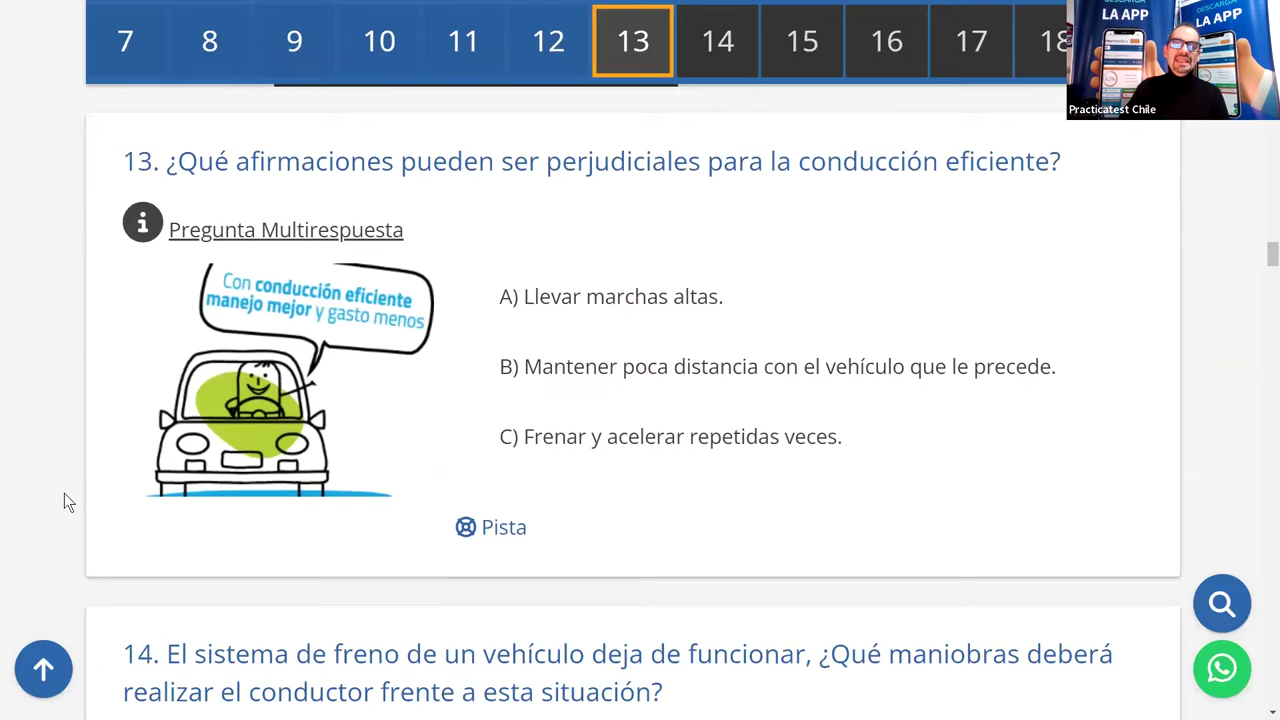 7 8 9 10 11 12 13 14 15 16 17 18
DESCARGA
LA APP
DESCARGA
LA APP
Practicatest Chile
13. ¿Qué afirmaciones pueden ser perjudiciales para la conducción eficiente?
Pregunta Multirespuesta
Con conducción eficiente
manejo mejor y gasto menos
A) Llevar marchas altas.
B) Mantener poca distancia con el vehículo que le precede.
C) Frenar y acelerar repetidas veces.
Pista
14. El sistema de freno de un vehículo deja de funcionar, ¿Qué maniobras deberá
realizar el conductor frente a esta situación?